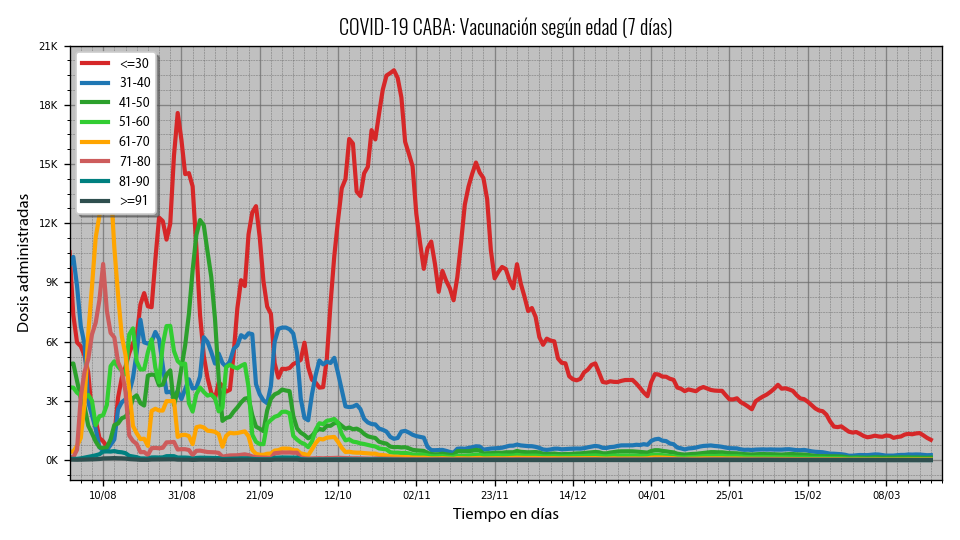 COVID-19 CABA: Vacunación según edad (7 días)
21K
18K
15K
12K
9K
6K
3K
0K
Dosis administradas
<=30
31-40
41-50
51-60
61-70
71-80
81-90
>=91
10/08 31/08 21/09 12/10 02/11 23/11 14/12 04/01 25/01 15/02 08/03
Tiempo en días